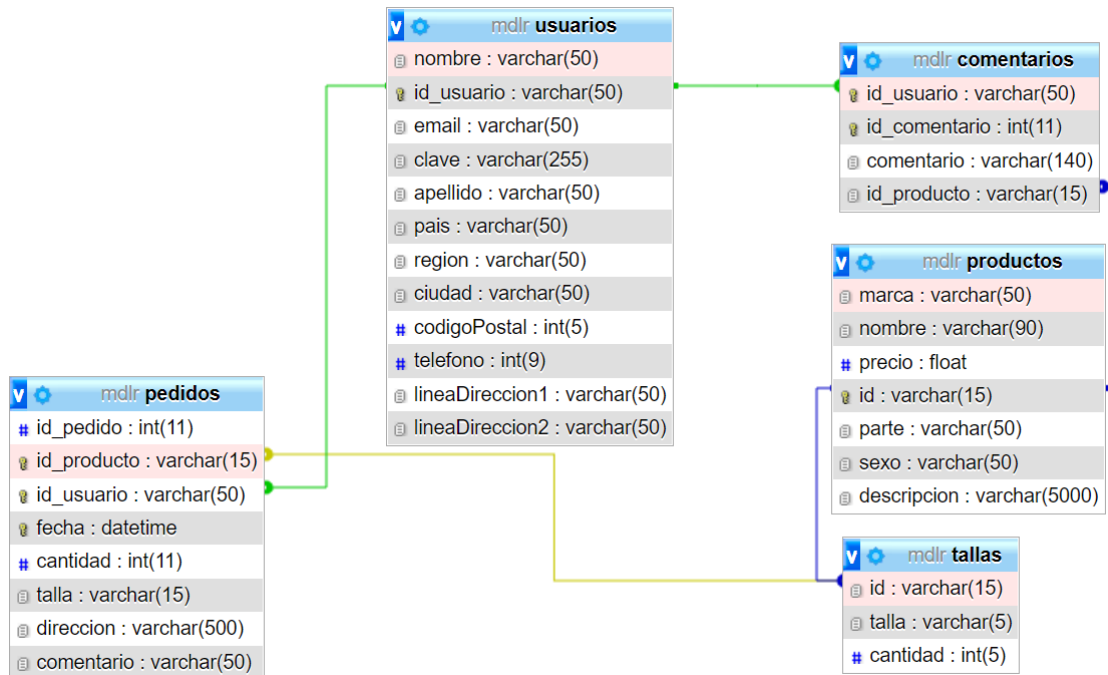 mdlr usuarios
nombre : varchar(50)
id_usuario : varchar(50)
email : varchar(50)
clave : varchar(255)
apellido : varchar(50)
pais : varchar(50)
region : varchar(50)
ciudad : varchar(50)
# codigoPostal : int(5)
# telefono : int(9)
lineaDireccion1 : varchar(50)
lineaDireccion2 : varchar(50)
mdlr comentarios
id_usuario : varchar(50)
id_comentario : int(11)
comentario : varchar(140)
id_producto : varchar(15)
mdlr productos
marca : varchar(50)
nombre : varchar(90)
# precio : float
id : varchar(15)
parte : varchar(50)
sexo : varchar(50)
descripcion : varchar(5000)
mdlr pedidos
# id_pedido : int(11)
id_producto : varchar(15)
id_usuario : varchar(50)
fecha : datetime
# cantidad : int(11)
talla : varchar(15)
direccion : varchar(500)
comentario : varchar(50)
mdlr tallas
id : varchar(15)
talla : varchar(5)
# cantidad : int(5)